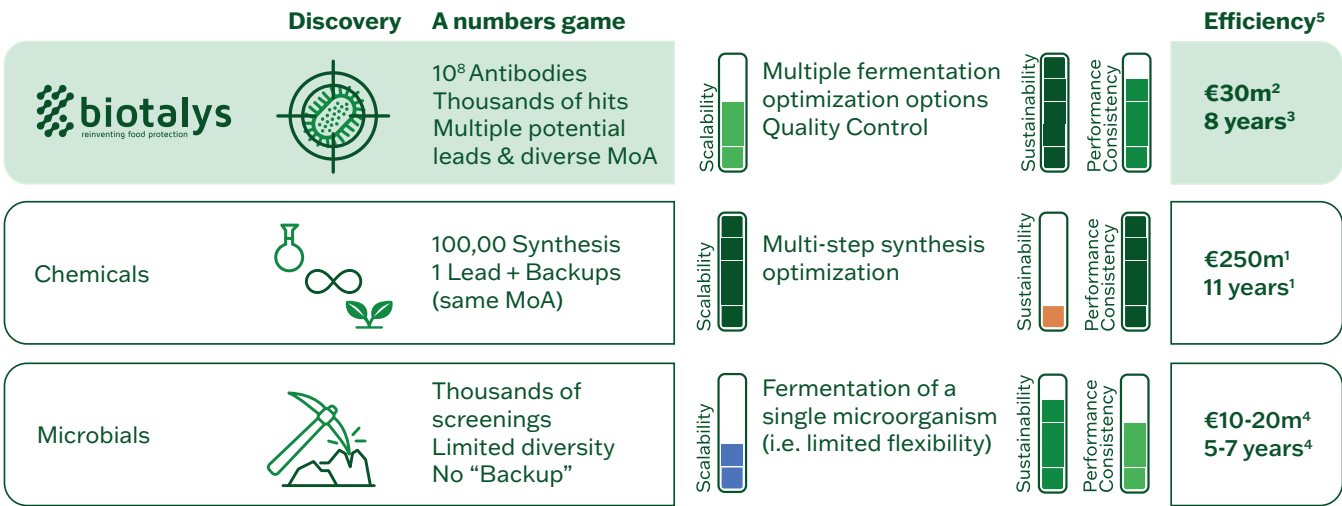 Discovery
A numbers game
Efficiency⁵
biotalys
reinventing food protection
10⁸ Antibodies
Thousands of hits
Multiple potential
leads & diverse MoA
Scalability
Multiple fermentation
optimization options
Quality Control
Sustainability
Performance
Consistency
€30m²
8 years³
Chemicals
100,00 Synthesis
1 Lead + Backups
(same MoA)
Scalability
Multi-step synthesis
optimization
Sustainability
Performance
Consistency
€250m¹
11 years¹
Microbials
Thousands of
screenings
Limited diversity
No “Backup”
Scalability
Fermentation of a
single microorganism
(i.e. limited flexibility)
Sustainability
Performance
Consistency
€10-20m⁴
5-7 years⁴